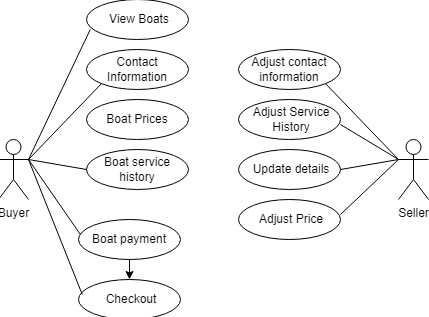 View Boats
Contact
Information
Boat Prices
Boat service
history
Boat payment
Checkout
Buyer
Adjust contact
information
Adjust Service
History
Update details
Adjust Price
Seller